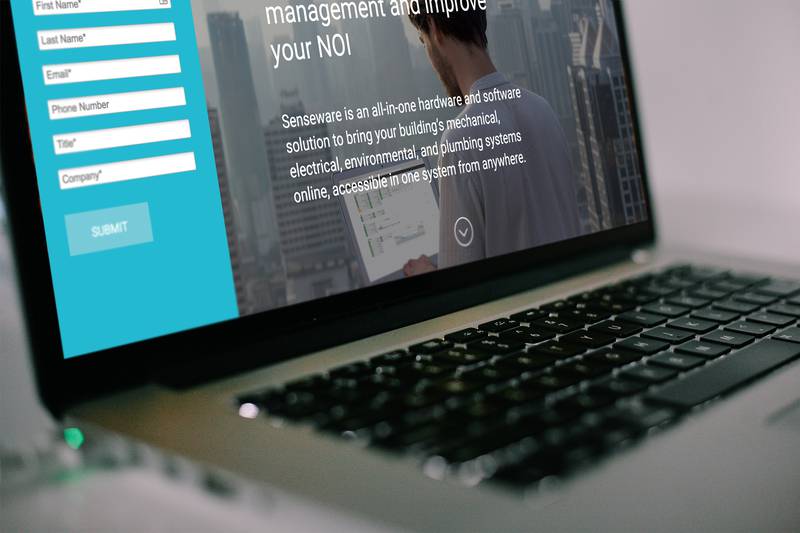 First Name*
Last Name*
Email*
Phone Number
Title*
Company*
SUBMIT
management and improve
your NOI
Senseware is an all-in-one hardware and software
solution to bring your building's mechanical,
electrical, environmental, and plumbing systems
online, accessible in one system from anywhere.